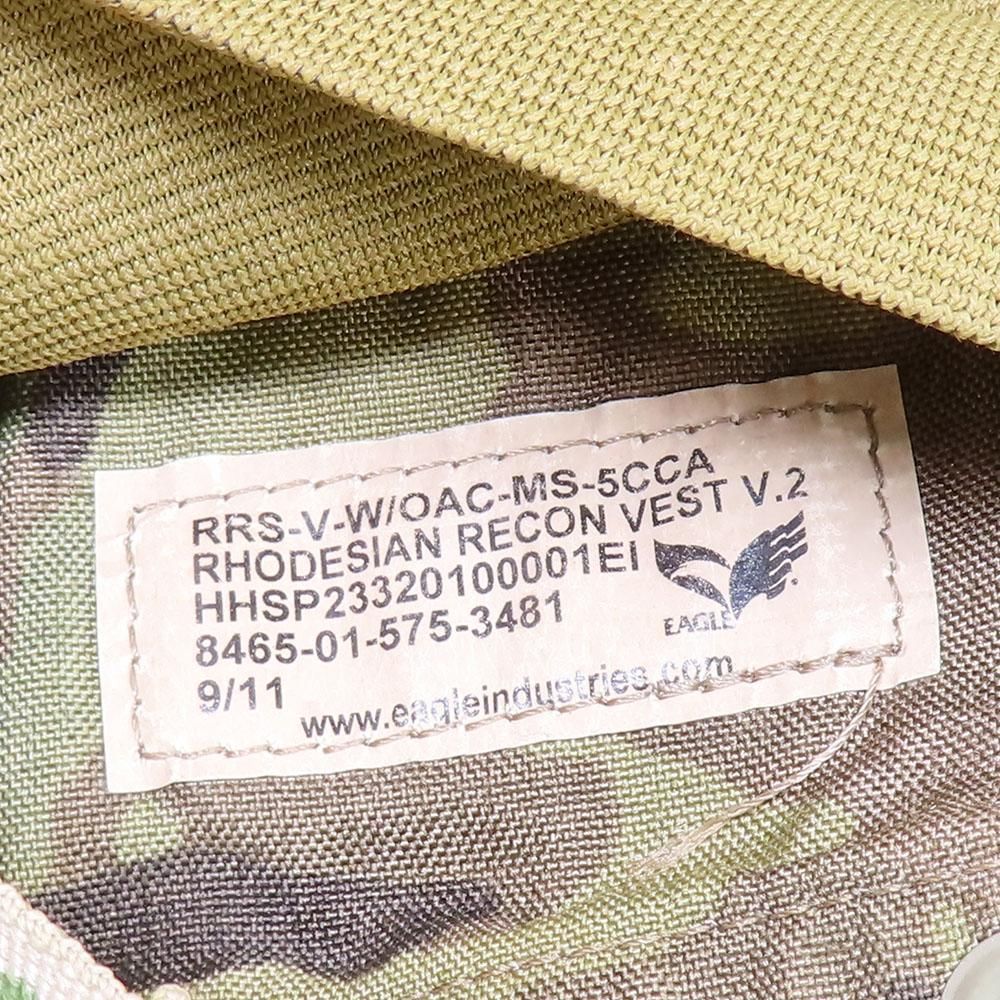 RRS-V-W/OAC-MS-5CCA
RHODESIAN RECON VEST V.2
HHSP23320100001EI
8465-01-575-3481
EAGLE
9/11
www.eagleindustries.com